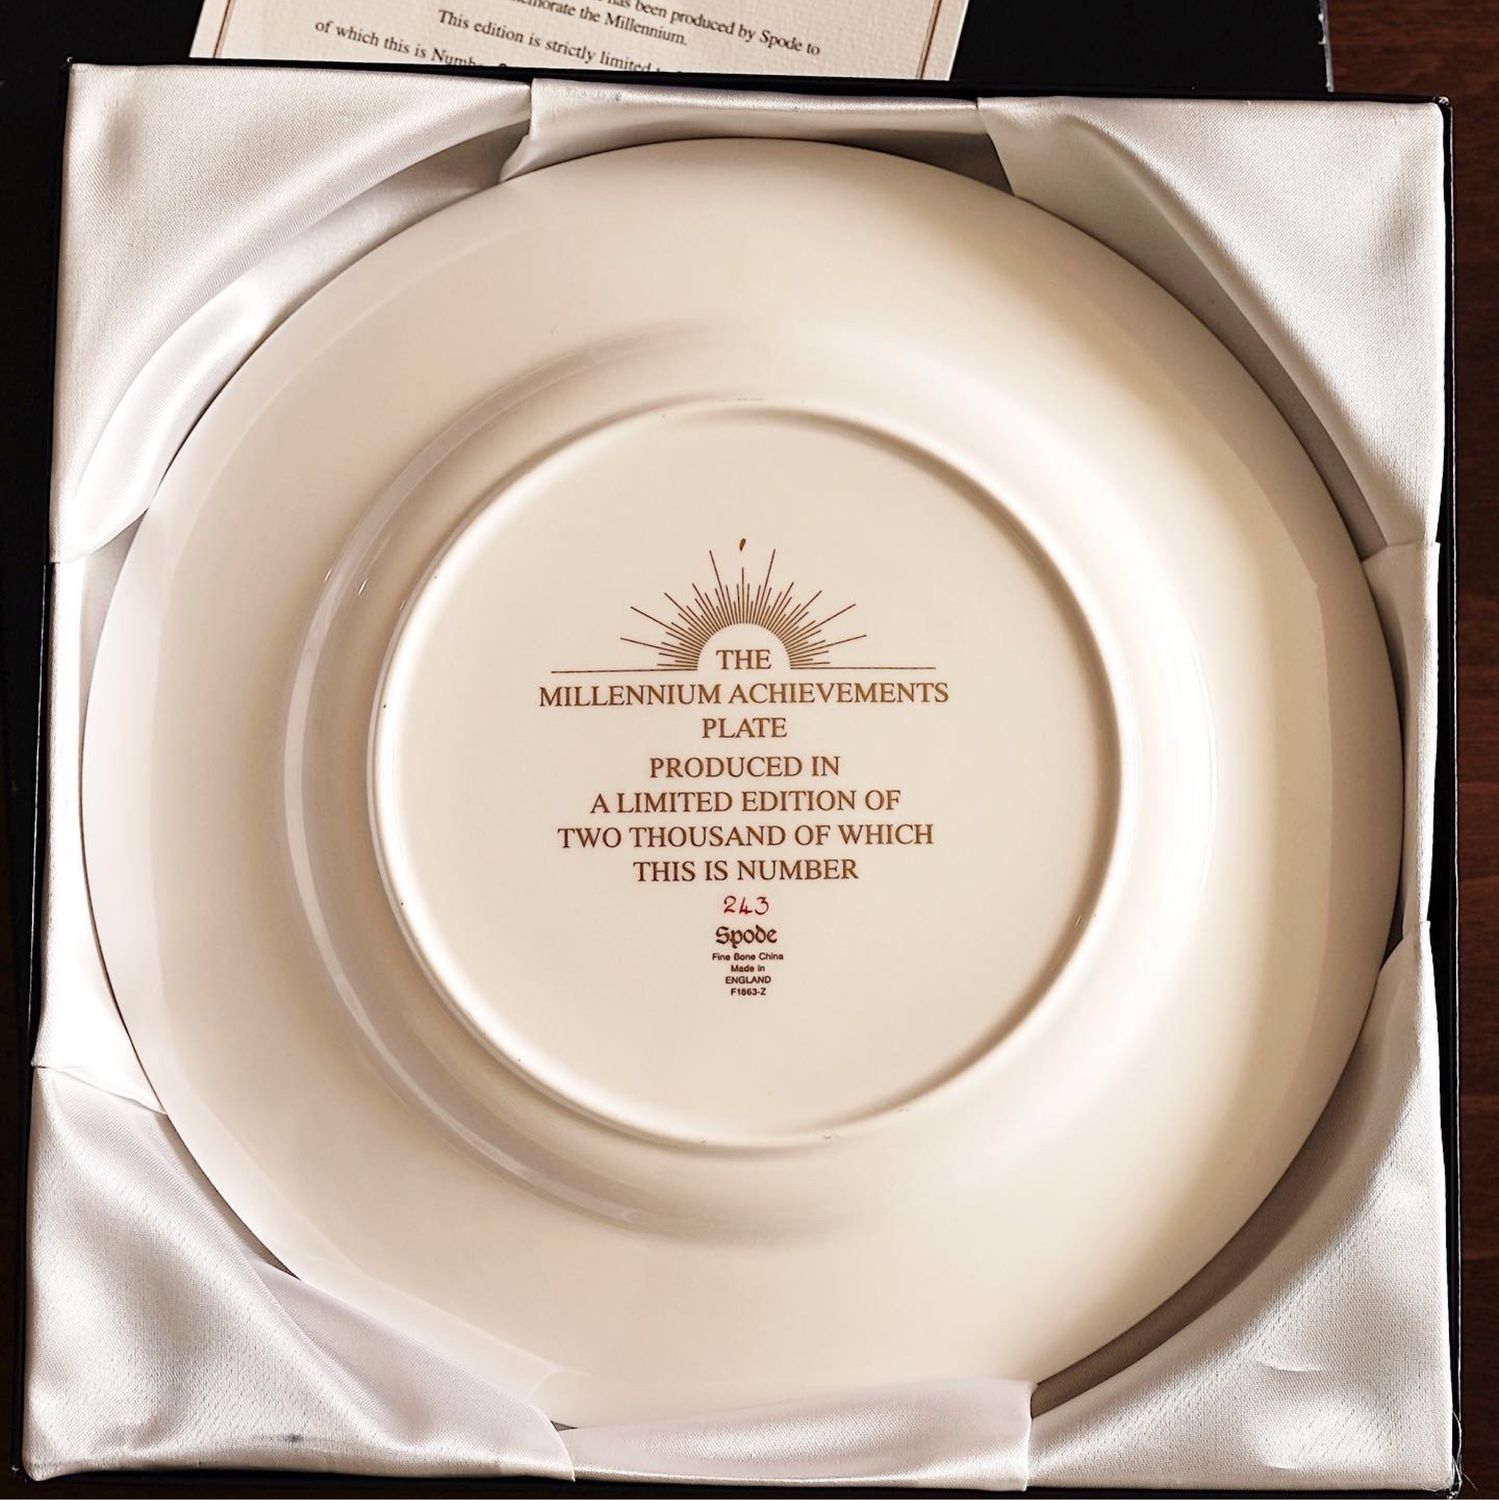 has been produced by Spode to
the Millennium.
This edition is strictly limited
of which this is
THE
MILLENNIUM ACHIEVEMENTS
PLATE
PRODUCED IN
A LIMITED EDITION OF
TWO THOUSAND OF WHICH
THIS IS NUMBER
243
Spode
Fine Bone China
Made in
ENGLAND
F1863-Z